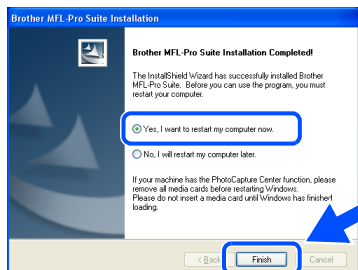 Brother MFL-Pro Suite Installation
Brother MFL-Pro Suite Installation Completed!
The InstallShield Wizard has successfully installed Brother
MFL-Pro Suite. Before you can use the program, you must
restart your computer.
Yes, I want to restart my computer now.
No, I will restart my computer later.
If your machine has the PhotoCapture Center function, please
remove all media cards before restarting Windows.
Please do not insert a media card until Windows has finished
loading.
< Back Finish Cancel